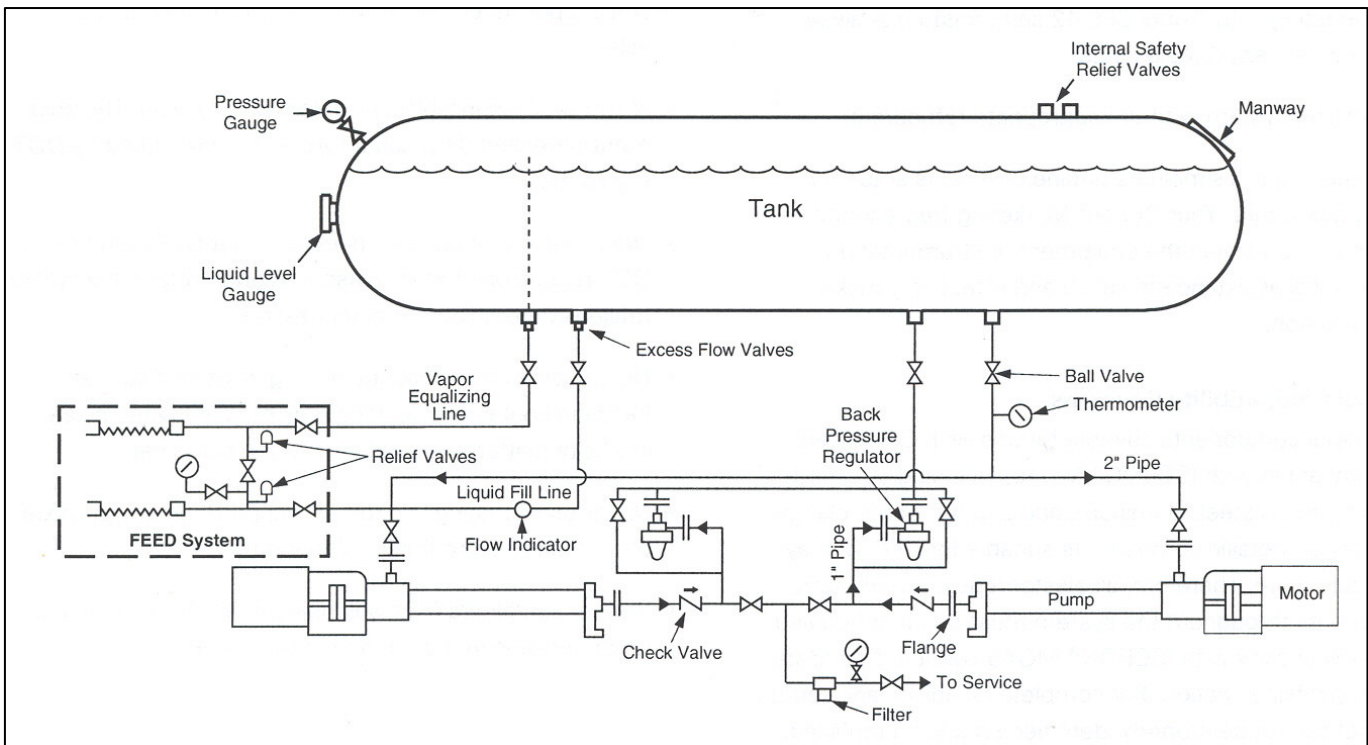 Internal Safety
Relief Valves
Pressure
Gauge
Manway
Tank
Liquid Level
Gauge
Excess Flow Valves
Vapor
Equalizing
Line
Ball Valve
Thermometer
Back
Pressure
Regulator
Relief Valves
2" Pipe
Liquid Fill Line
FEED System
Flow Indicator
1" Pipe
Pump
Motor
Check Valve
Flange
To Service
Filter